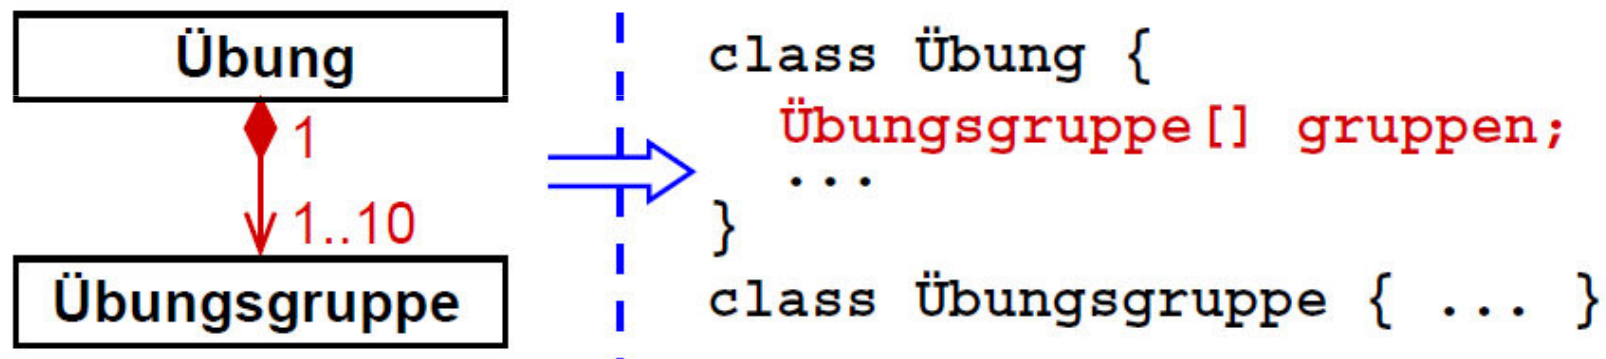 Übung
1
1..10
Übungsgruppe
class Übung {
Übungsgruppe[] gruppen;
...
}
class Übungsgruppe { ... }